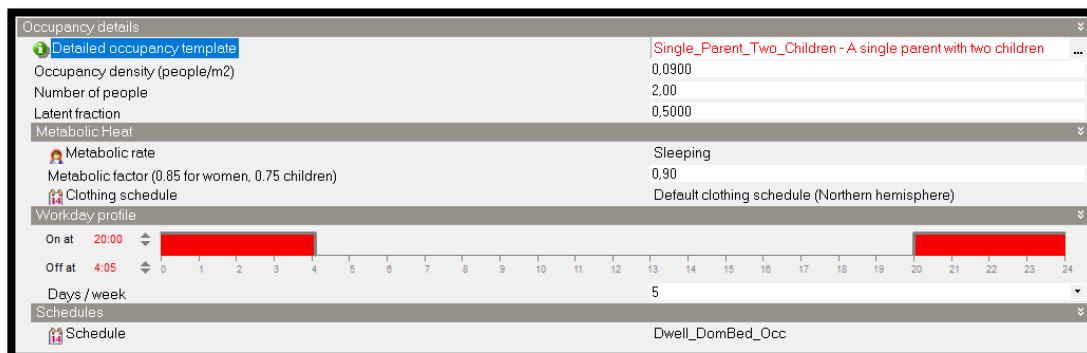 Occupancy details
Detailed occupancy template Single_Parent_Two_Children - A single parent with two children ...
Occupancy density (people/m2) 0,0900
Number of people 2,00
Latent fraction 0,5000
Metabolic Heat
Metabolic rate Sleeping
Metabolic factor (0.85 for women, 0.75 children) 0,90
14 Clothing schedule Default clothing schedule (Northern hemisphere)
Workday profile
On at 20:00
Off at 4:05 0 1 2 3 4 5 6 7 8 9 10 11 12 13 14 15 16 17 18 19 20 21 22 23 24
Days / week 5
Schedules
14 Schedule Dwell_DomBed_Occ